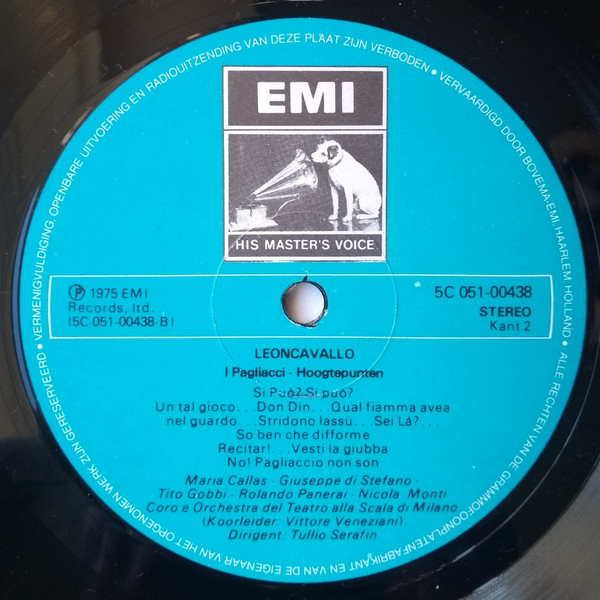 EMI
HIS MASTER'S VOICE
Ⓟ 1975 EMI
Records, ltd.
(5C 051-00438-B)
5C 051-00438
STEREO
Kant 2
LEONCAVALLO
I Pagliacci - Hoogtepunten
Si Può? Si può?
Un tal gioco...Don Din...Qual fiamma avea
nel guardo...Stridono lassú...Sei Là?...
So ben che difforme
Recitar!...Vesti la giubba
No! Pagliaccio non son
Maria Callas - Giuseppe di Stefano -
Tito Gobbi - Rolando Panerai - Nicola Monti
Coro e Orchestra del Teatro alla Scala di Milano
(Koorleider: Vittore Veneziani)
Dirigent: Tullio Serafin
VERVAARDIGD DOOR BOVEMA-EMI, HAARLEM HOLLAND • ALLE RECHTEN VAN DE GRAMMOFOONPLATENFABRIKANT EN VAN DE EIGENAAR VAN HET OPGENOMEN WERK ZIJN GERESERVEERD • VERMENIGVULDIGING, OPENBARE UITVOERING EN RADIOUITZENDING VAN DEZE PLAAT ZIJN VERBODEN •